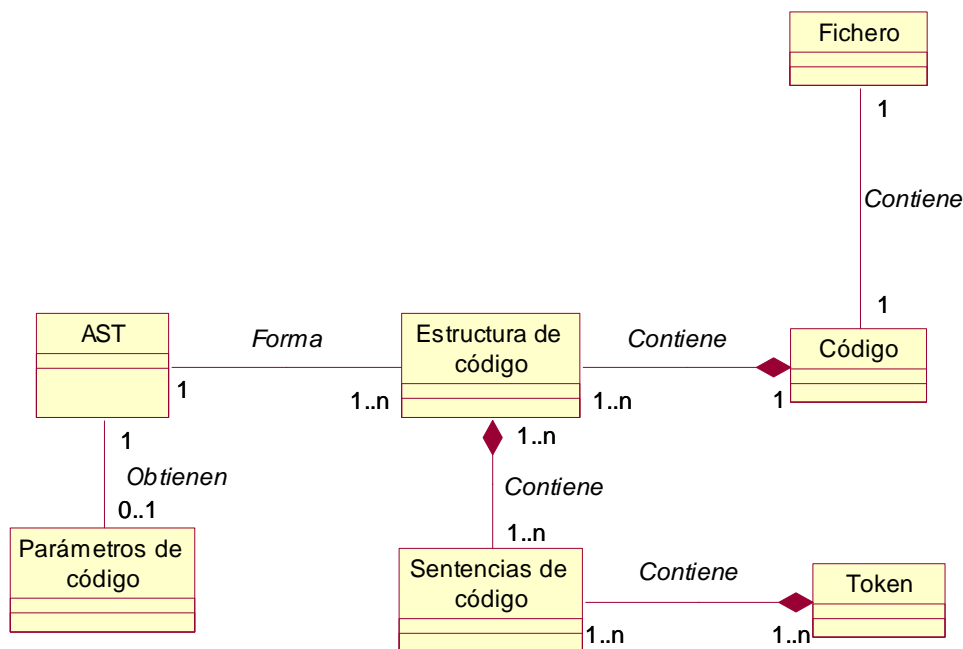 Fichero
1
Contiene
1
AST
Forma
Estructura de
código
Contiene
Código
1
1..n
1..n
1
1
1..n
Obtienen
Contiene
0..1
1..n
Parámetros de
código
Sentencias de
código
Contiene
Token
1..n
1..n